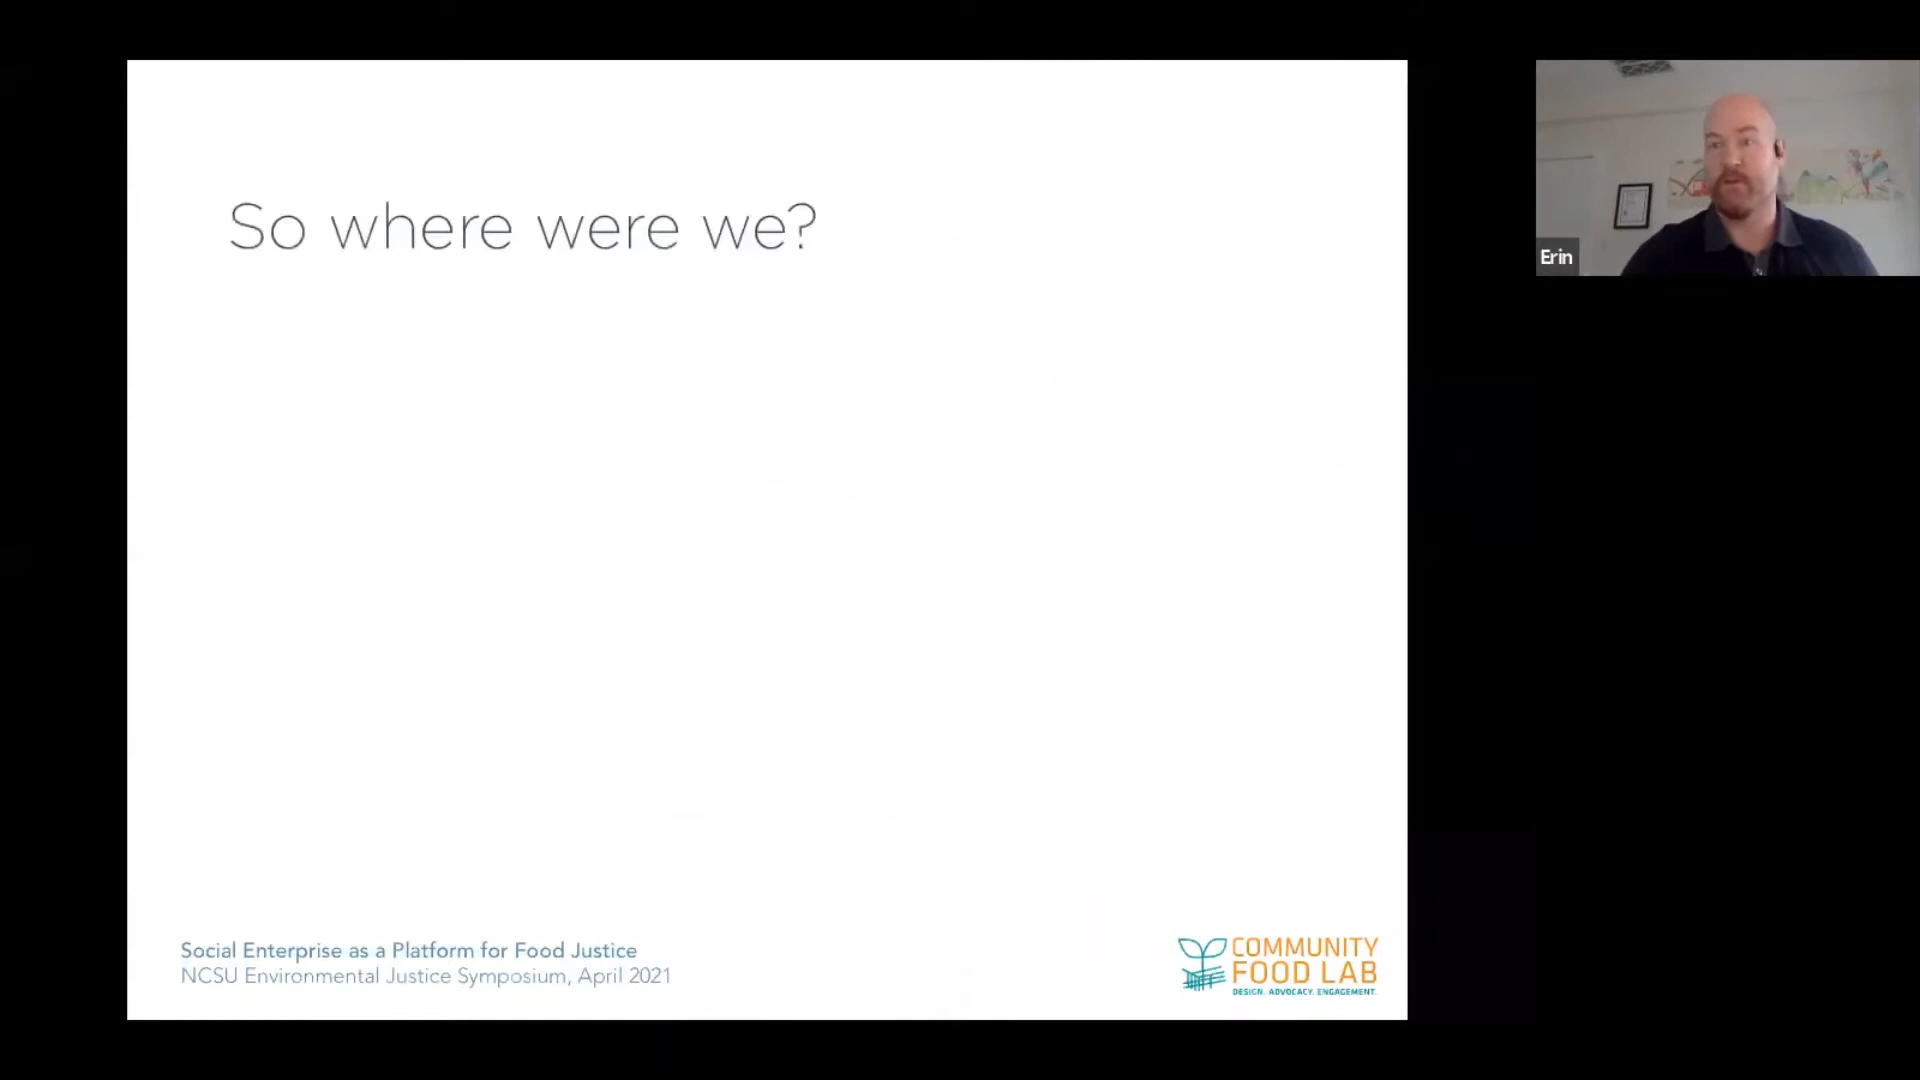 So where were we?
Erin
Social Enterprise as a Platform for Food Justice
NCSU Environmental Justice Symposium, April 2021
COMMUNITY
FOOD LAB
DESIGN. ADVOCACY. ENGAGEMENT.